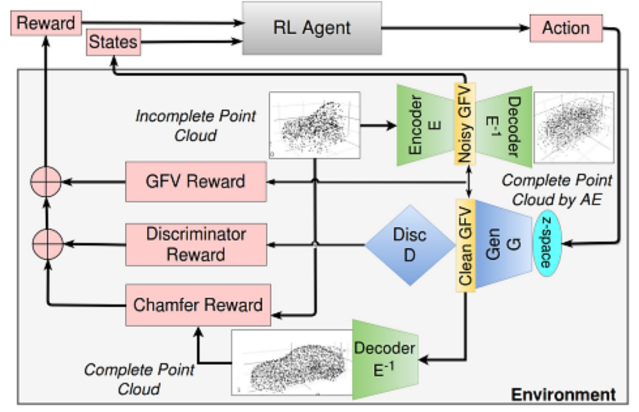 Reward
States
RL Agent
Action
Incomplete Point
Cloud
Encoder
E
Noisy GFV
Decoder
E-1
GFV Reward
Complete Point
Cloud by AE
Discriminator
Reward
Disc
D
Clean GFV
Gen
G
z-space
Chamfer Reward
Complete Point
Cloud
Decoder
E-1
Environment